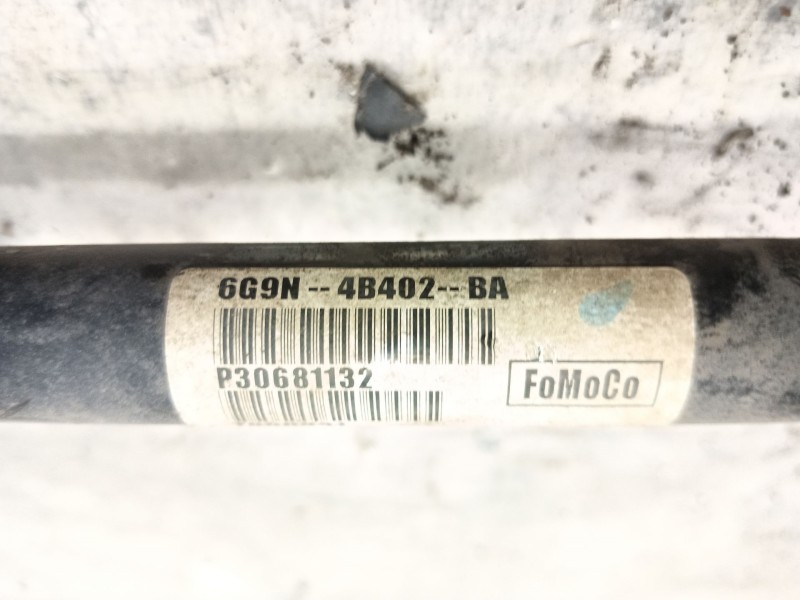 6G9N -- 4B402-- BA
P30681132
FoMoCo